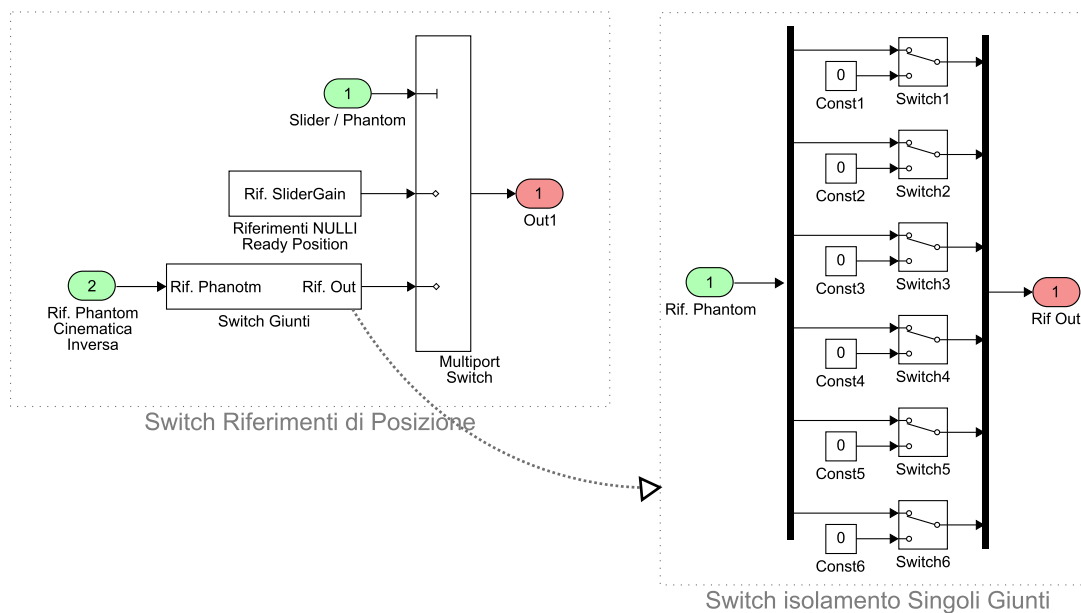 1
Slider / Phantom
Rif. SliderGain
Riferimenti NULLI
Ready Position
2
Rif. Phantom
Cinematica
Inversa
Rif. Phanotm
Rif. Out
Switch Giunti
Multiport
Switch
1
Out1
Switch Riferimenti di Posizione
1
Rif. Phantom
0
Const1
Switch1
0
Const2
Switch2
0
Const3
Switch3
0
Const4
Switch4
0
Const5
Switch5
0
Const6
Switch6
1
Rif Out
Switch isolamento Singoli Giunti